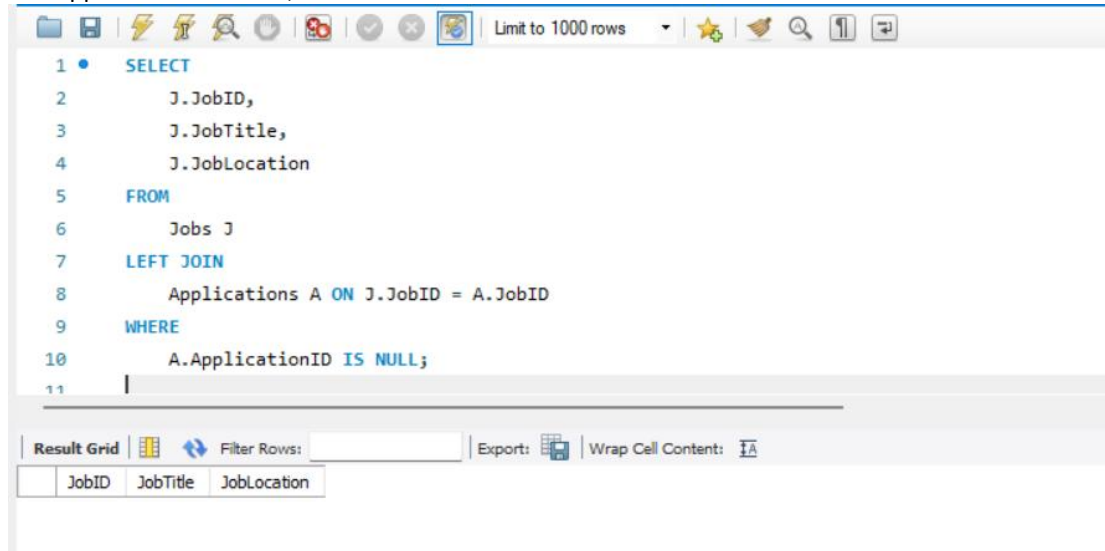 Limit to 1000 rows
1 SELECT
2 J.JobID,
3 J.JobTitle,
4 J.JobLocation
5 FROM
6 Jobs J
7 LEFT JOIN
8 Applications A ON J.JobID = A.JobID
9 WHERE
10 A.ApplicationID IS NULL;
11
Result Grid Filter Rows: Export: Wrap Cell Content:
JobID JobTitle JobLocation